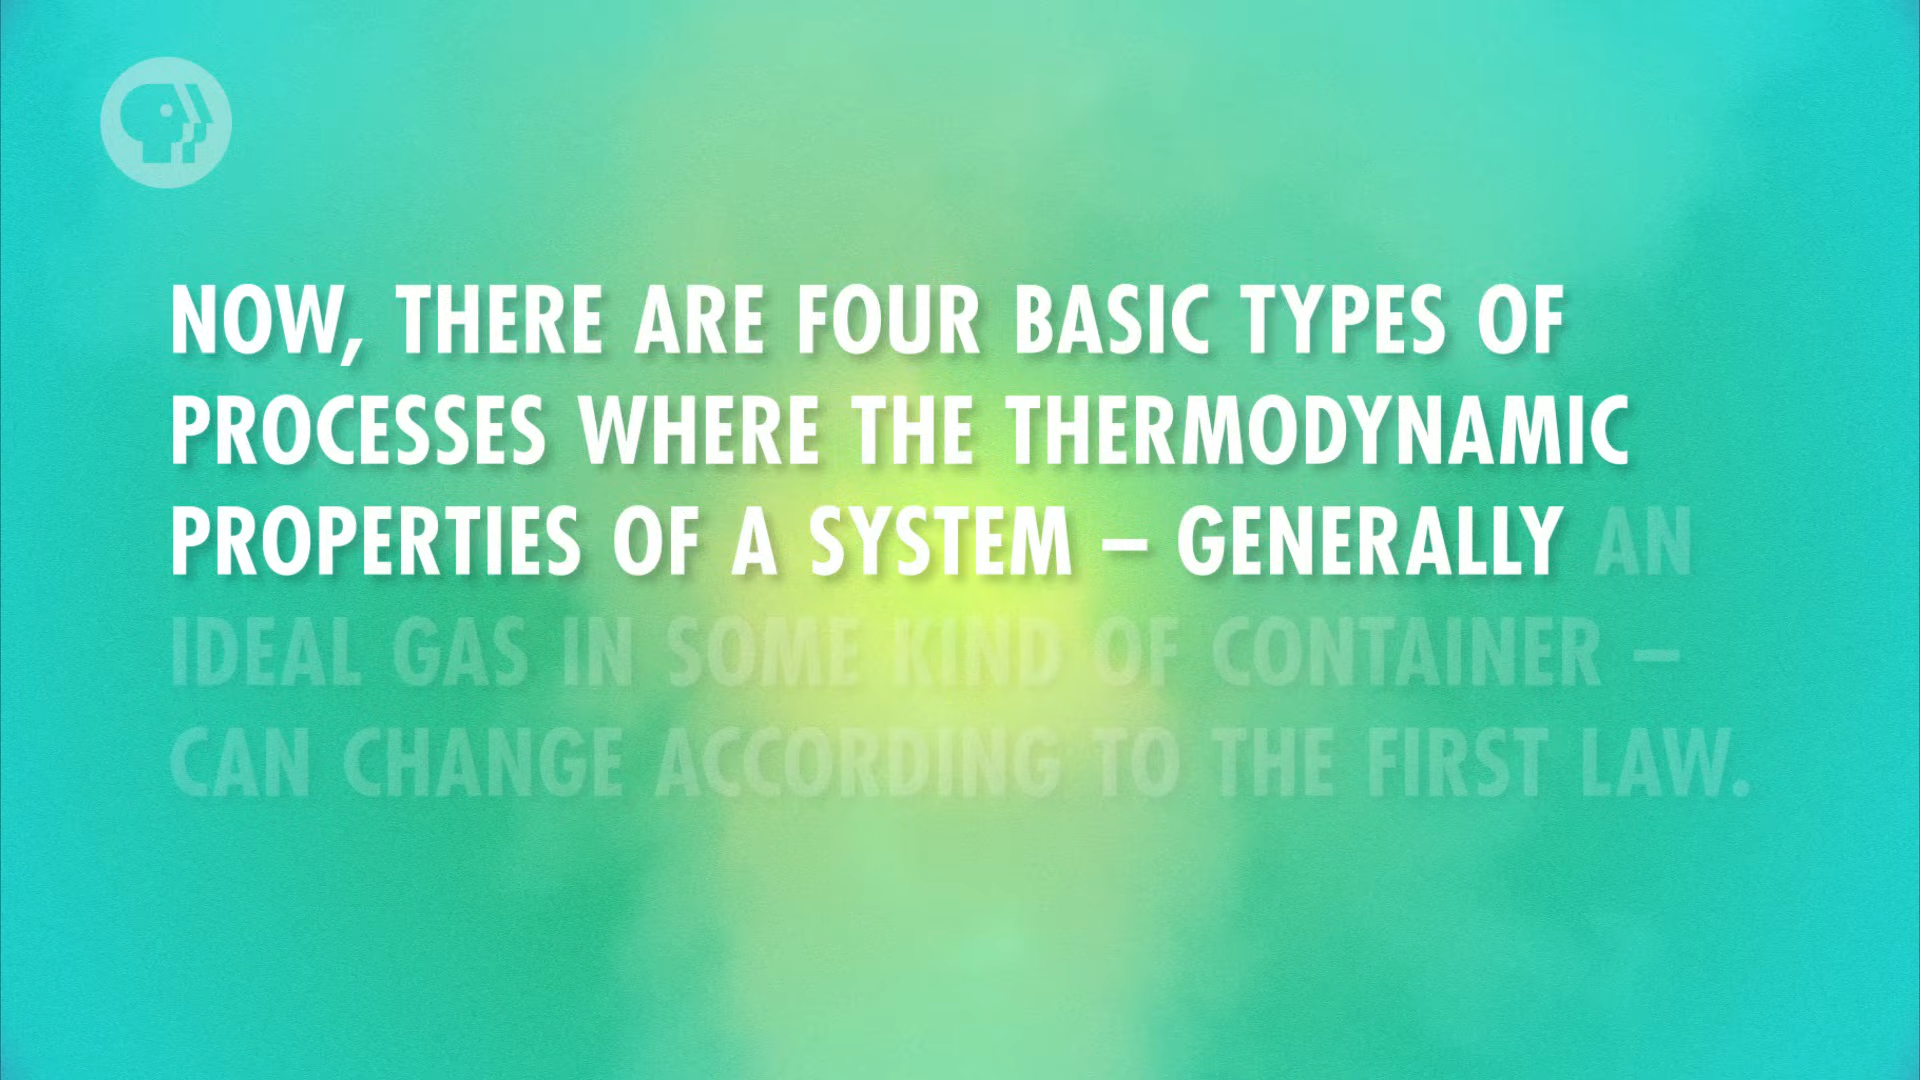 NOW, THERE ARE FOUR BASIC TYPES OF
PROCESSES WHERE THE THERMODYNAMIC
PROPERTIES OF A SYSTEM – GENERALLY AN
IDEAL GAS IN SOME KIND OF CONTAINER –
CAN CHANGE ACCORDING TO THE FIRST LAW.